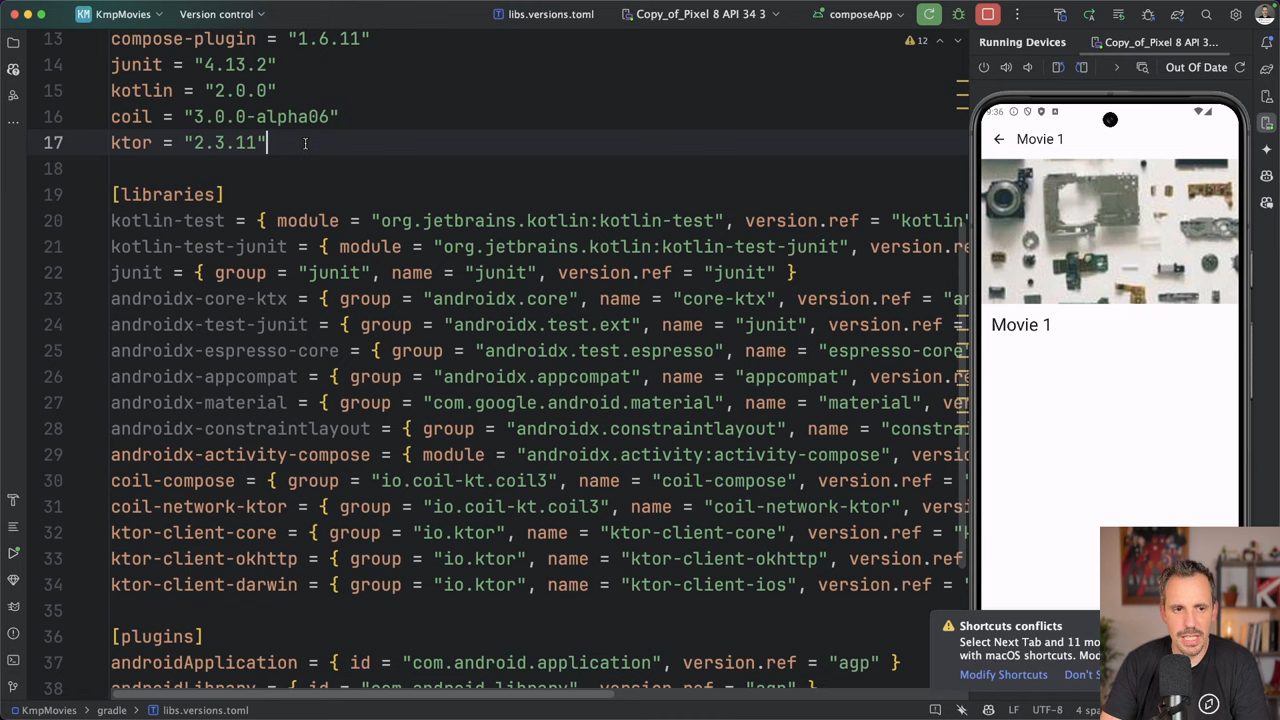 KM KmpMovies Version control libs.versions.toml Copy_of_Pixel 8 API 34 3 composeApp
Running Devices Copy_of_Pixel 8 API 3...
Out Of Date
12
13 compose-plugin = "1.6.11"
14 junit = "4.13.2"
15 kotlin = "2.0.0"
16 coil = "3.0.0-alpha06"
17 ktor = "2.3.11"
18
19 [libraries]
20 kotlin-test = { module = "org.jetbrains.kotlin:kotlin-test", version.ref = "kotlin"
21 kotlin-test-junit = { module = "org.jetbrains.kotlin:kotlin-test-junit", version.re
22 junit = { group = "junit", name = "junit", version.ref = "junit" }
23 androidx-core-ktx = { group = "androidx.core", name = "core-ktx", version.ref = "an
24 androidx-test-junit = { group = "androidx.test.ext", name = "junit", version.ref =
25 androidx-espresso-core = { group = "androidx.test.espresso", name = "espresso-core
26 androidx-appcompat = { group = "androidx.appcompat", name = "appcompat", version.re
27 androidx-material = { group = "com.google.android.material", name = "material", ver
28 androidx-constraintlayout = { group = "androidx.constraintlayout", name = "constra
29 androidx-activity-compose = { module = "androidx.activity:activity-compose", versio
30 coil-compose = { group = "io.coil-kt.coil3", name = "coil-compose", version.ref =
31 coil-network-ktor = { group = "io.coil-kt.coil3", name = "coil-network-ktor", versi
32 ktor-client-core = { group = "io.ktor", name = "ktor-client-core", version.ref = "k
33 ktor-client-okhttp = { group = "io.ktor", name = "ktor-client-okhttp", version.ref
34 ktor-client-darwin = { group = "io.ktor", name = "ktor-client-ios", version.ref =
35
36 [plugins]
37 androidApplication = { id = "com.android.application", version.ref = "agp" }
38 androidLibrary = { id = "com.android.library", version.ref = "agp" }
9:36
Movie 1
Movie 1
Shortcuts conflicts
Select Next Tab and 11 mo
with macOS shortcuts. Mod
Modify Shortcuts Don't S
KmpMovies gradle libs.versions.toml LF UTF-8 4 spa